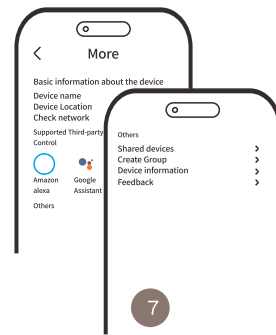 More
Basic information about the device
Device name
Device Location
Check network
Supported Third-party
Control
Amazon
alexa
Google
Assistant
Others
Others
Shared devices
Create Group
Device information
Feedback
7